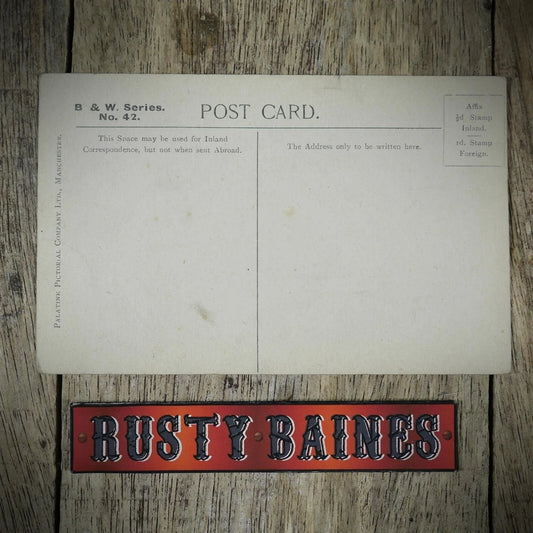 B & W. Series.
No. 42.
POST CARD.
Affix
½d Stamp
Inland.
rd. Stamp
Foreign.
This Space may be used for Inland
Correspondence, but not when sent Abroad.
The Address only to be written here.
PALATINE PICTORIAL COMPANY LTD., MANCHESTER.
RUSTY BAINES